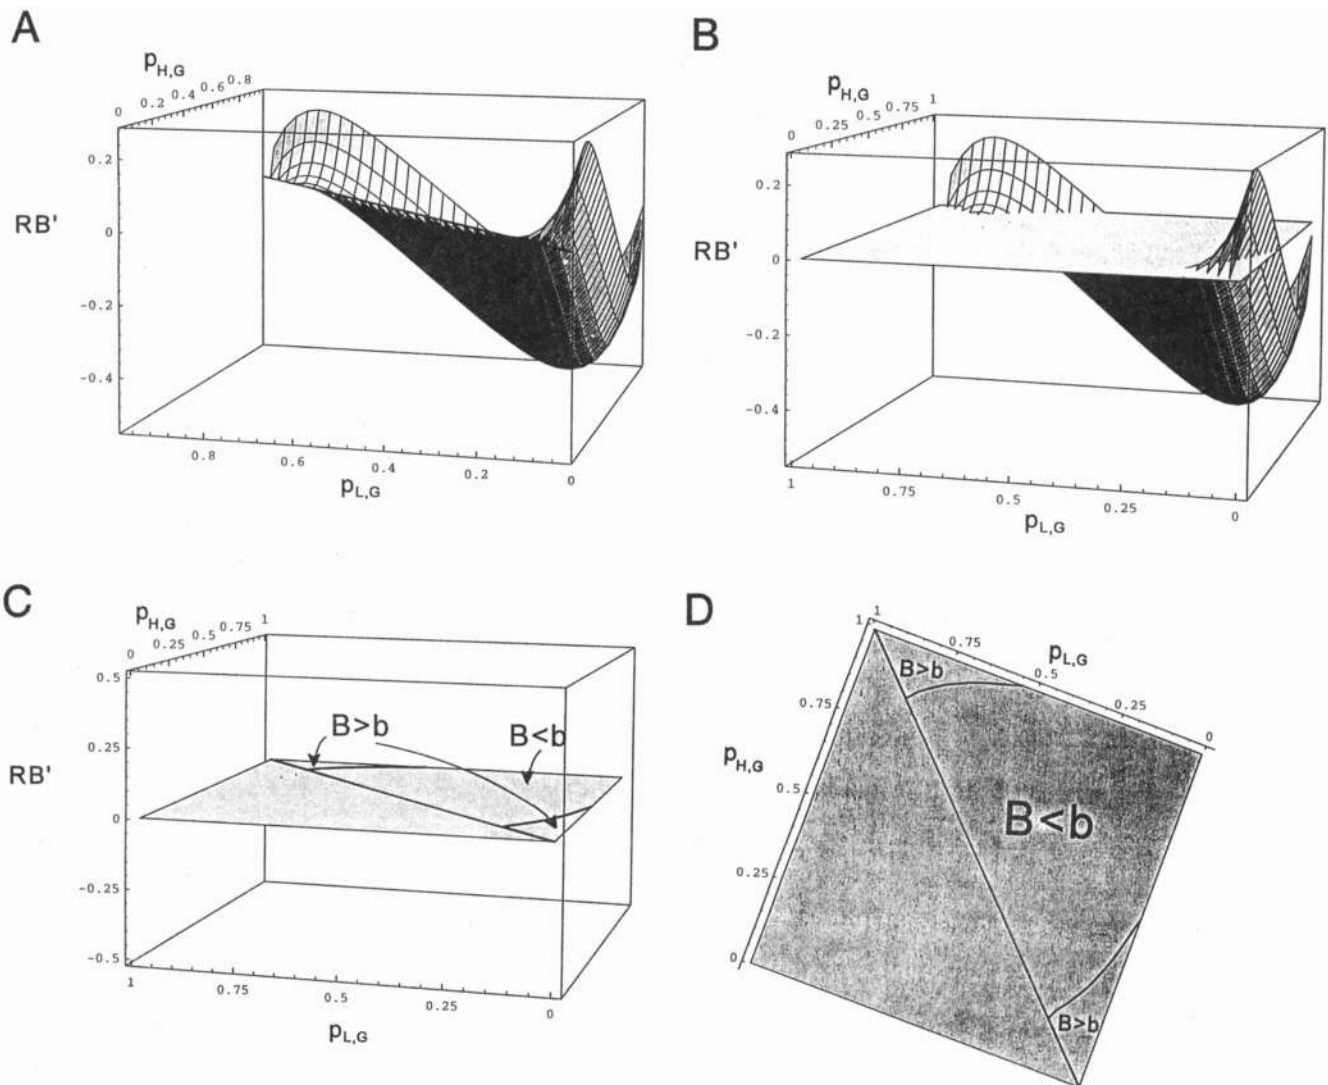 A
p_H,G
0 0.2 0.4 0.6 0.8
0.2
0
-0.2
-0.4
RB'
0.8 0.6 0.4 0.2 0
p_L,G
B
p_H,G
0 0.25 0.5 0.75 1
0.2
0
-0.2
-0.4
RB'
1 0.75 0.5 0.25 0
p_L,G
C
p_H,G
0 0.25 0.5 0.75 1
0.5
0.25
0
-0.25
-0.5
RB'
B>b
B<b
1 0.75 0.5 0.25 0
p_L,G
D
1 0.75 0.5 0.25 0
p_L,G
1
0.75
0.5
0.25
0
p_H,G
B>b
B<b
B>b